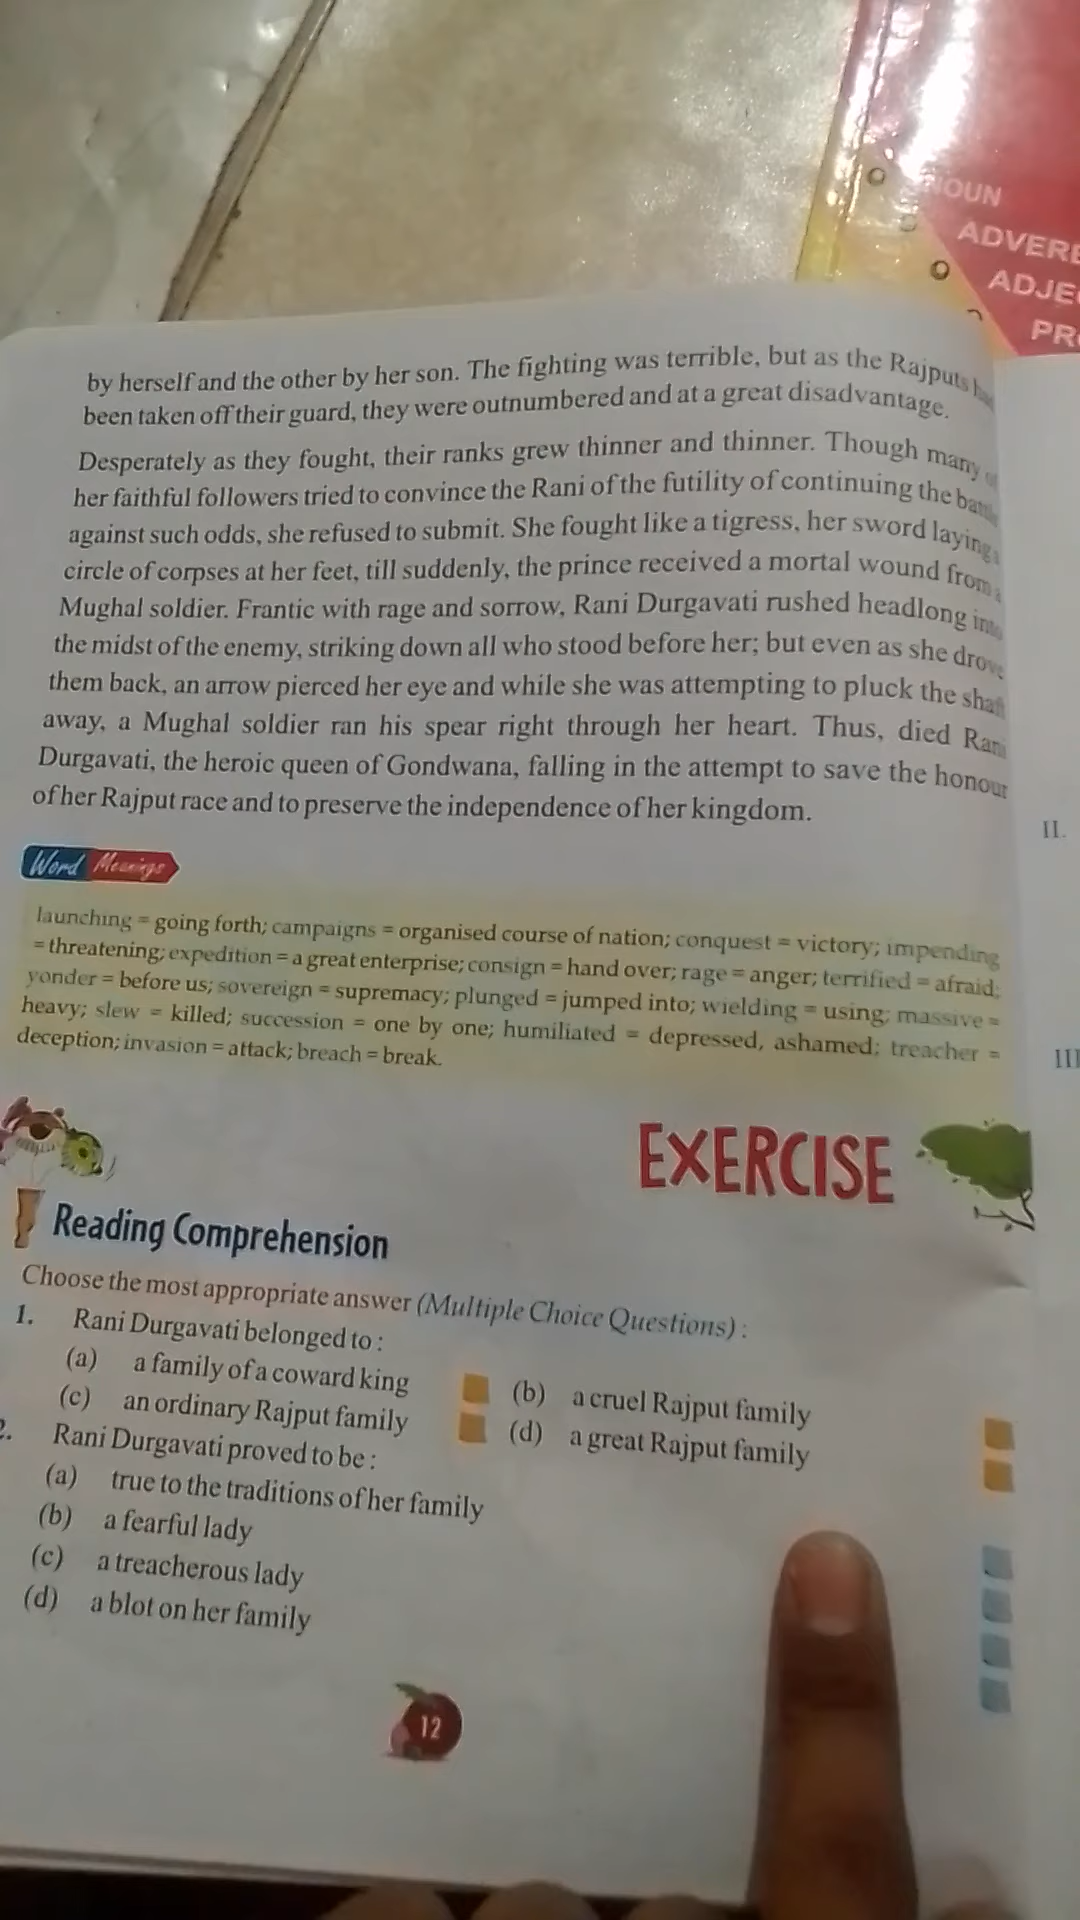 NOUN
ADVERB
ADJE
PR
by herself and the other by her son. The fighting was terrible, but as the Rajputs
been taken off their guard, they were outnumbered and at a great disadvantage.
Desperately as they fought, their ranks grew thinner and thinner. Though many
her faithful followers tried to convince the Rani of the futility of continuing the battle
against such odds, she refused to submit. She fought like a tigress, her sword laying a
circle of corpses at her feet, till suddenly, the prince received a mortal wound from a
Mughal soldier. Frantic with rage and sorrow, Rani Durgavati rushed headlong into
the midst of the enemy, striking down all who stood before her; but even as she drove
them back, an arrow pierced her eye and while she was attempting to pluck the shaft
away, a Mughal soldier ran his spear right through her heart. Thus, died Rani
Durgavati, the heroic queen of Gondwana, falling in the attempt to save the honour
of her Rajput race and to preserve the independence of her kingdom.
II.
Word Meanings
launching = going forth; campaigns = organised course of nation; conquest = victory; impending
= threatening; expedition = a great enterprise; consign = hand over; rage = anger; terrified = afraid;
yonder = before us; sovereign = supremacy; plunged = jumped into; wielding = using; massive =
heavy; slew = killed; succession = one by one; humiliated = depressed, ashamed; treacher =
deception; invasion = attack; breach = break.
III
EXERCISE
Reading Comprehension
Choose the most appropriate answer (Multiple Choice Questions) :
1. Rani Durgavati belonged to :
(a) a family of a coward king (b) a cruel Rajput family
(c) an ordinary Rajput family (d) a great Rajput family
2. Rani Durgavati proved to be :
(a) true to the traditions of her family
(b) a fearful lady
(c) a treacherous lady
(d) a blot on her family
12